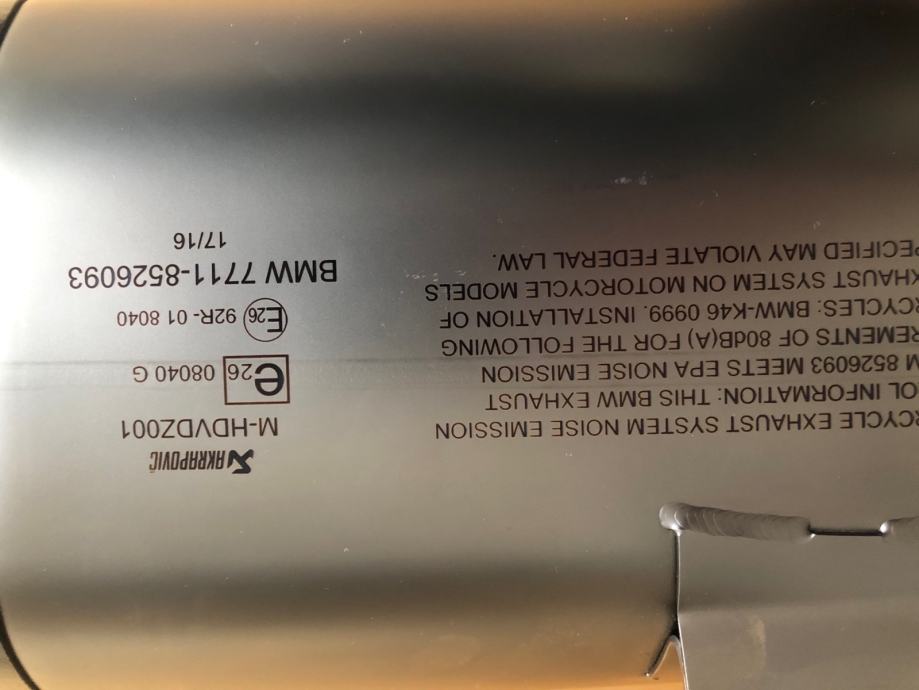 RCYCLE EXHAUST SYSTEM NOISE EMISSION
OL INFORMATION: THIS BMW EXHAUST
M 8526093 MEETS EPA NOISE EMISSION
REMENTS OF 80dB(A) FOR THE FOLLOWING
RCYCLES: BMW-K46 0999. INSTALLATION OF
XHAUST SYSTEM ON MOTORCYCLE MODELS
PECIFIED MAY VIOLATE FEDERAL LAW.
AKRAPOVIČ
M-HDVDZ001
e26 08040 G
E26 92R- 01 8040
BMW 7711-8526093
17/16